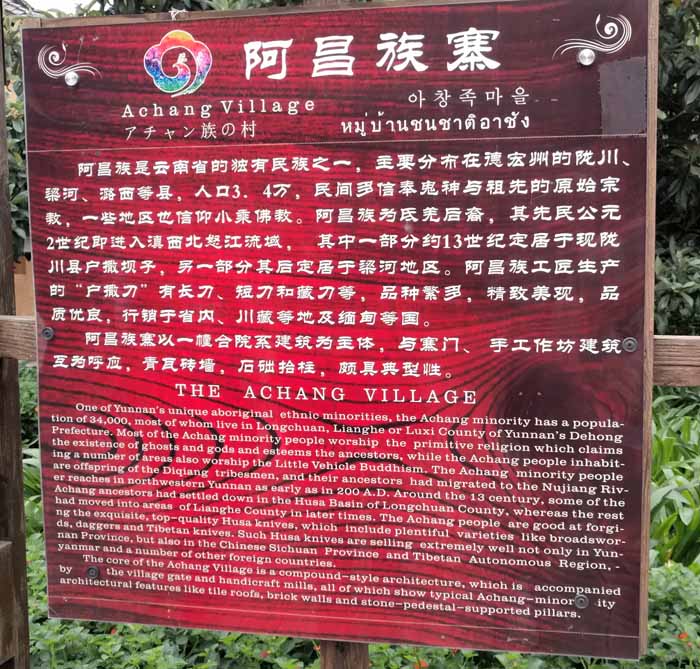 阿昌族寨
Achang Village
아창족마을
アチャン族の村
หมู่บ้านชนชาติอาชัง
阿昌族是云南省的独有民族之一，主要分布在德宏州的陇川、
梁河、潞西等县，人口3．4万，民间多信奉鬼神与祖先的原始宗
教，一些地区也信仰小乘佛教。阿昌族为氐羌后裔，其先民公元
2世纪即进入滇西北怒江流域，其中一部分约13世纪定居于现陇
川县户撒坝子，另一部分其后定居于梁河地区。阿昌族工匠生产
的“户撒刀”有长刀、短刀和藏刀等，品种繁多，精致美观，品
质优良，行销于省内、川藏等地及缅甸等国。
阿昌族寨以一幢合院系建筑为主体，与寨门、手工作坊建筑
互为呼应，青瓦砖墙，石础抬柱，颇具典型性。
THE ACHANG VILLAGE
One of Yunnan's unique aboriginal ethnic minorities, the Achang minority has a popula-
tion of 34,000, most of whom live in Longchuan, Lianghe or Luxi County of Yunnan's Dehong
Prefecture. Most of the Achang minority people worship the primitive religion which claims
the existence of ghosts and gods and esteems the ancestors, while the Achang people inhabit-
ing a number of areas also worship the Little Vehicle Buddhism. The Achang minority people
are offspring of the Diqiang tribesmen, and their ancestors had migrated to the Nujiang Riv-
er reaches in northwestern Yunnan as early as in 200 A.D. Around the 13 century, some of the
Achang ancestors had settled down in the Husa Basin of Longchuan County, whereas the rest
had moved into areas of Lianghe County in later times. The Achang people are good at forgi-
ng the exquisite, top-quality Husa knives, which include plentiful varieties like broadswor-
ds, daggers and Tibetan knives. Such Husa knives are selling extremely well not only in Yun-
nan Province, but also in the Chinese Sichuan Province and Tibetan Autonomous Region, -
yanmar and a number of other foreign countries.
The core of the Achang Village is a compound-style architecture, which is accompanied
by the village gate and handicraft mills, all of which show typical Achang-minor ity
architectural features like tile roofs, brick walls and stone-pedestal-supported pillars.